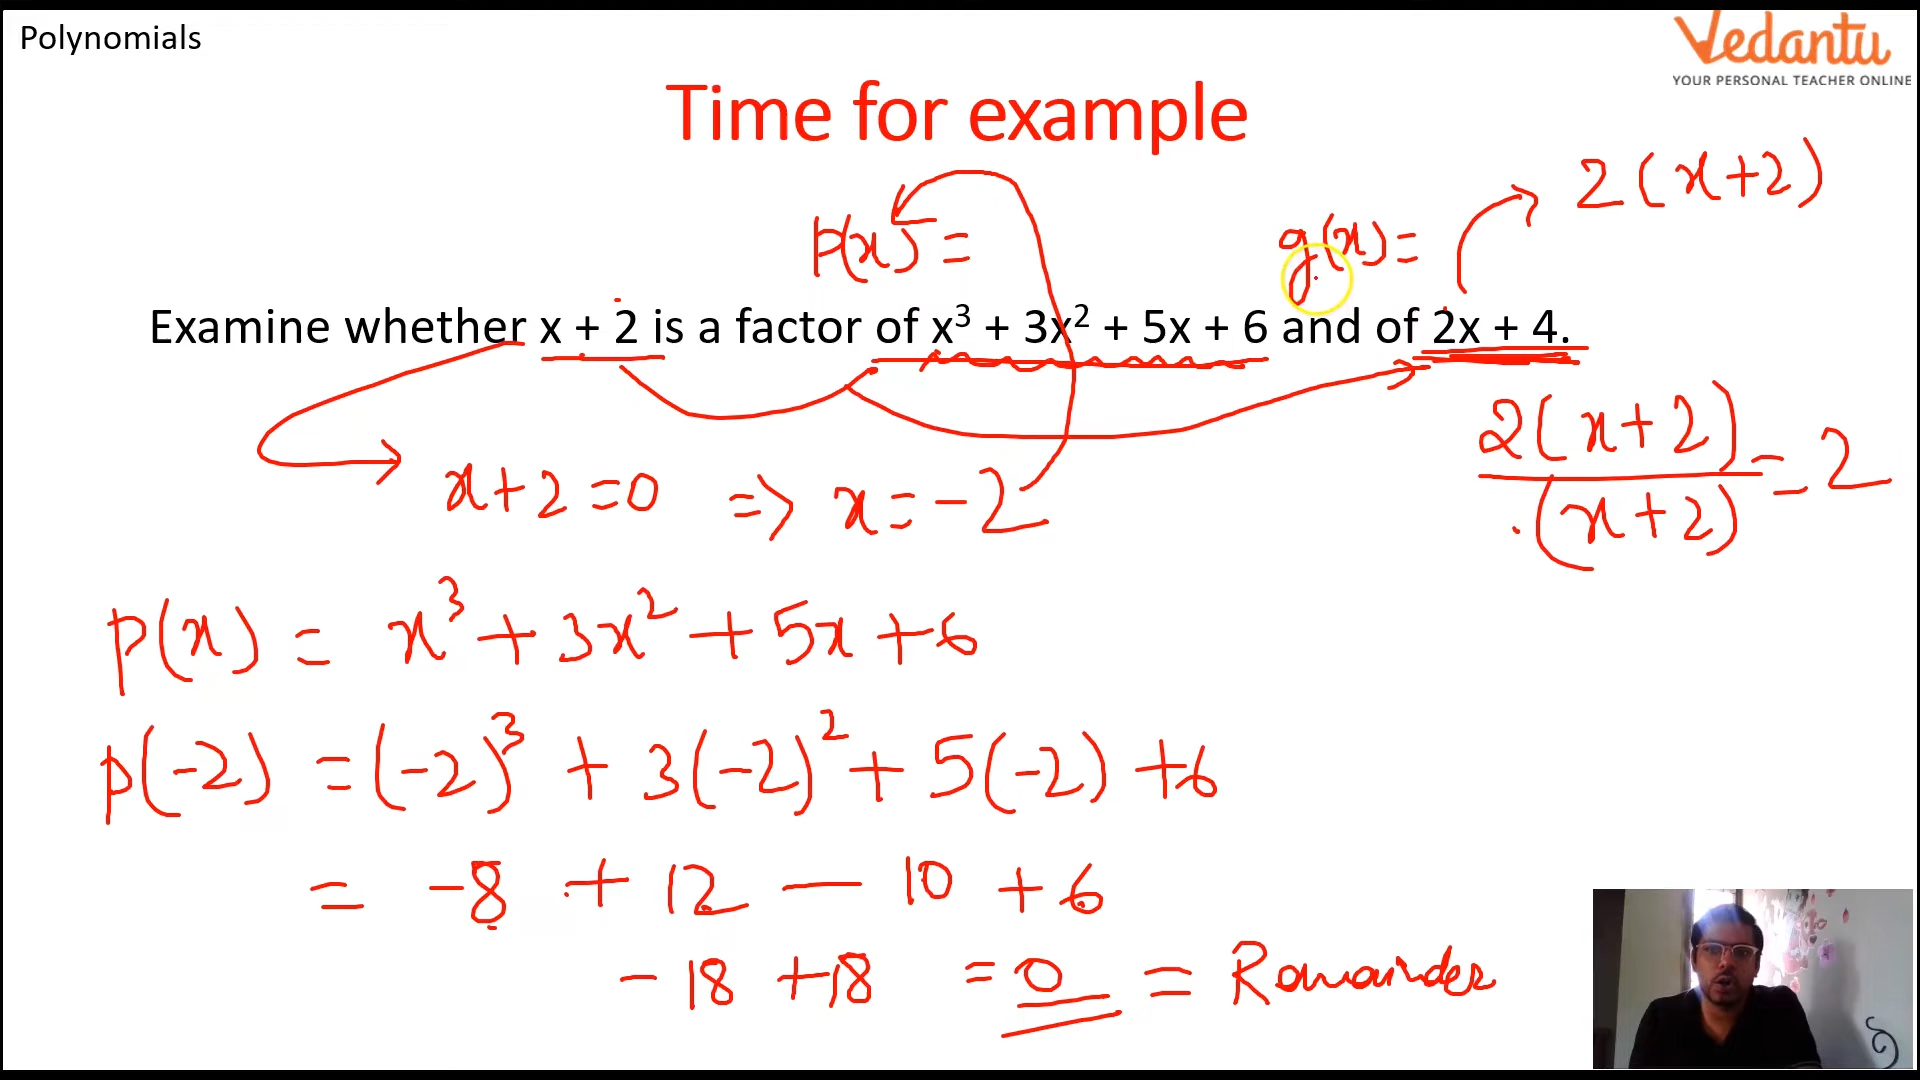 Polynomials
Vedantu
YOUR PERSONAL TEACHER ONLINE
Time for example
2(x+2)
p(x) =
g(x) =
Examine whether x + 2 is a factor of x³ + 3x² + 5x + 6 and of 2x + 4.
2(x+2)
(x+2)
= 2
x+2=0 => x=-2
p(x) = x³ + 3x² + 5x + 6
p(-2) = (-2)³ + 3(-2)² + 5(-2) + 6
= -8 + 12 - 10 + 6
-18 + 18 = 0 = Remainder